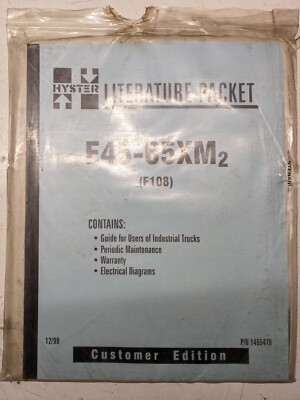 HYSTER
LITERATURE PACKET
E45-65XM2
(F108)
CONTAINS:
• Guide for Users of Industrial Trucks
• Periodic Maintenance
• Warranty
• Electrical Diagrams
12/99
P/N 1455476
Customer Edition